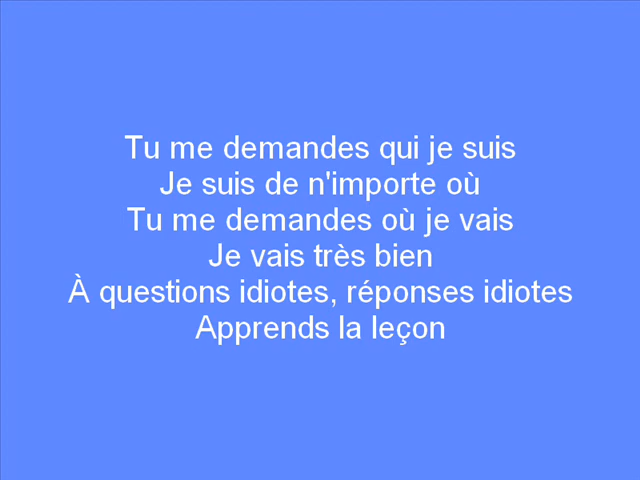 Tu me demandes qui je suis
Je suis de n'importe où
Tu me demandes où je vais
Je vais très bien
À questions idiotes, réponses idiotes
Apprends la leçon